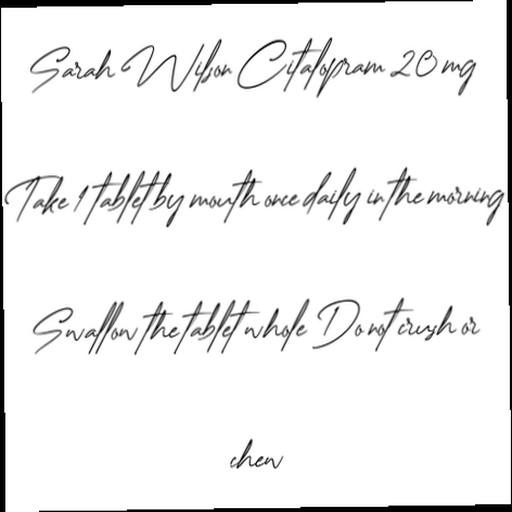 Sarah Wilson Citalopram 20 mg
Take 1 tablet by mouth once daily in the morning
Swallow the tablet whole Do not crush or
chew